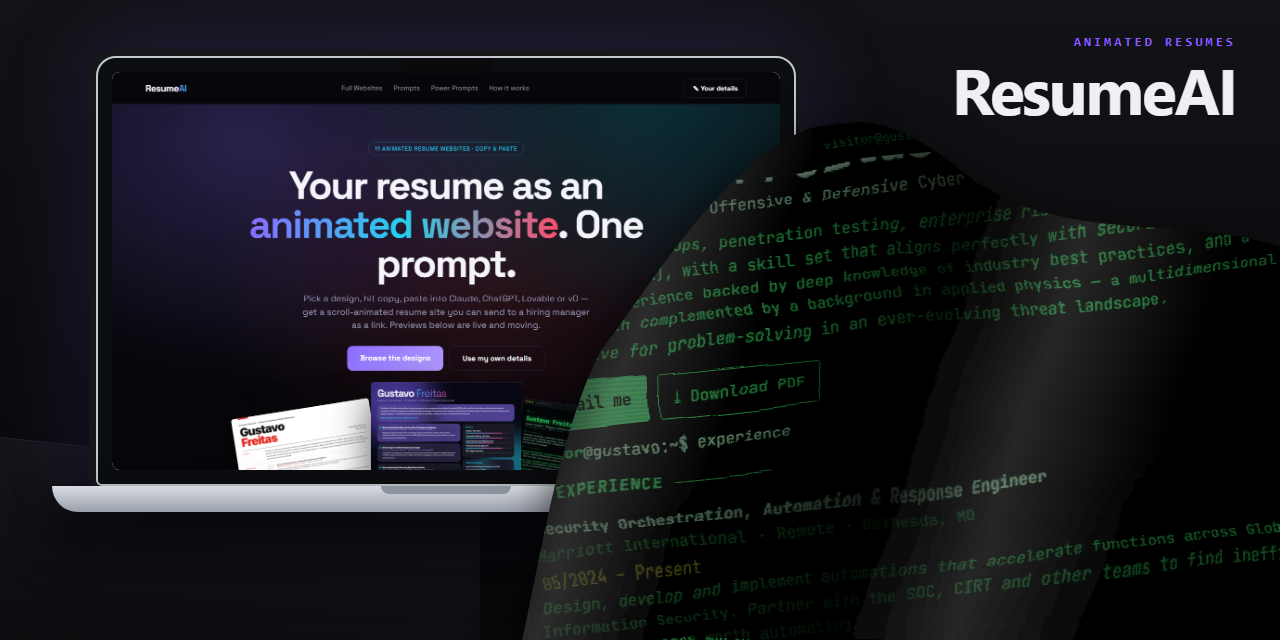 ANIMATED RESUMES
ResumeAI
ResumeAI
Full Websites Prompts Power Prompts How it works
✎ Your details
11 ANIMATED RESUME WEBSITES · COPY & PASTE
Your resume as an
animated website. One
prompt.
Pick a design, hit copy, paste into Claude, ChatGPT, Lovable or v0 —
get a scroll-animated resume site you can send to a hiring manager
as a link. Previews below are live and moving.
Browse the designs
Use my own details
Gustavo
Freitas
Gustavo Freitas
Gustavo Freitas
visitor@gust
Offensive & Defensive Cyber
ops, penetration testing, enterprise
with a skill set that aligns perfectly with
erience backed by deep knowledge of industry best practices, and a
complemented by a background in applied physics — a multidimensional
ve for problem-solving in an ever-evolving threat landscape.
ail me
⤓ Download PDF
or@gustavo:~$ experience
EXPERIENCE
ecurity Orchestration, Automation & Response Engineer
Marriott International · Remote · Bethesda, MD
05/2024 – Present
Design, develop and implement automations that accelerate functions across Glob
Information Security. Partner with the SOC, CIRT and other teams to find ineff
worth automating.